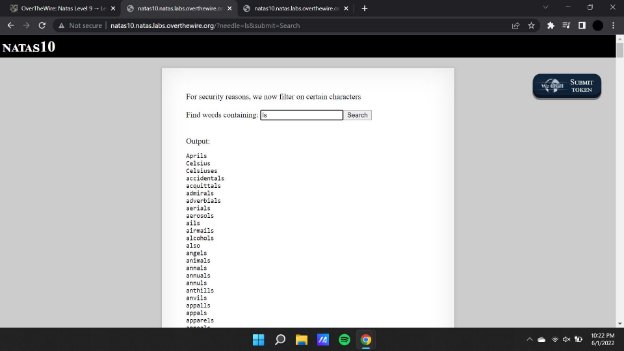 OverTheWire: Natas Level 9 → Le
natas10.natas.labs.overthewire.or
natas10.natas.labs.overthewire.or
Not secure | natas10.natas.labs.overthewire.org/?needle=ls&submit=Search
NATAS10
SUBMIT
TOKEN
For security reasons, we now filter on certain characters
Find words containing: ls Search
Output:
Aprils
Celsius
Celsiuses
accidentals
acquittals
admirals
adverbials
aerials
aerosols
ails
airmails
alcohols
also
angels
animals
annals
annuals
annuls
anthills
anvils
appalls
appals
apparels
10:22 PM
6/1/2022